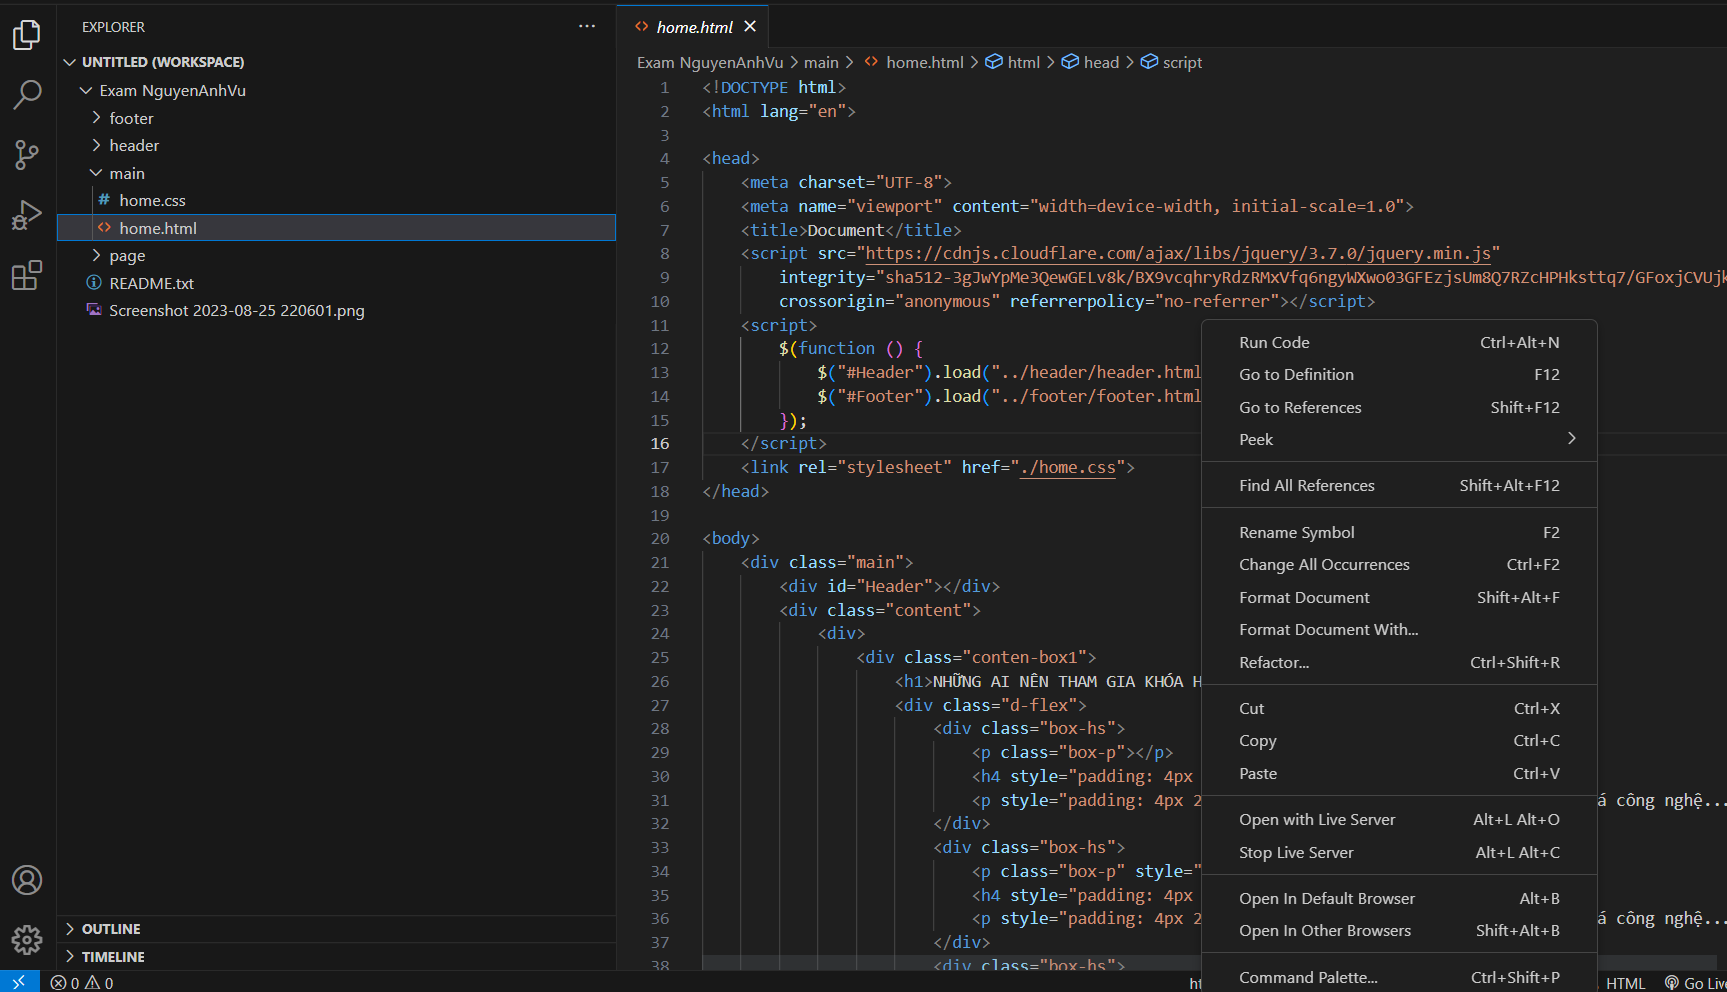 EXPLORER
UNTITLED (WORKSPACE)
Exam NguyenAnhVu
footer
header
main
# home.css
<> home.html
page
README.txt
Screenshot 2023-08-25 220601.png
OUTLINE
TIMELINE
0 0
<> home.html
Exam NguyenAnhVu > main > <> home.html > html > head > script
1 <!DOCTYPE html>
2 <html lang="en">
3
4 <head>
5 <meta charset="UTF-8">
6 <meta name="viewport" content="width=device-width, initial-scale=1.0">
7 <title>Document</title>
8 <script src="https://cdnjs.cloudflare.com/ajax/libs/jquery/3.7.0/jquery.min.js"
9 integrity="sha512-3gJwYpMe3QewGELv8k/BX9vcqhryRdzRMxVfq6ngyWXwo03GFEzjsUm8Q7RZcHPHksttq7/GFoxjCVUjk
10 crossorigin="anonymous" referrerpolicy="no-referrer"></script>
11 <script>
12 $(function () {
13 $("#Header").load("../header/header.html
14 $("#Footer").load("../footer/footer.html
15 });
16 </script>
17 <link rel="stylesheet" href="./home.css">
18 </head>
19
20 <body>
21 <div class="main">
22 <div id="Header"></div>
23 <div class="content">
24 <div>
25 <div class="conten-box1">
26 <h1>NHỮNG AI NÊN THAM GIA KHÓA H
27 <div class="d-flex">
28 <div class="box-hs">
29 <p class="box-p"></p>
30 <h4 style="padding: 4px
31 <p style="padding: 4px 2 á công nghệ...
32 </div>
33 <div class="box-hs">
34 <p class="box-p" style="
35 <h4 style="padding: 4px
36 <p style="padding: 4px 2 á công nghệ...
37 </div>
38 <div class="box-hs">
Run Code Ctrl+Alt+N
Go to Definition F12
Go to References Shift+F12
Peek
Find All References Shift+Alt+F12
Rename Symbol F2
Change All Occurrences Ctrl+F2
Format Document Shift+Alt+F
Format Document With...
Refactor... Ctrl+Shift+R
Cut Ctrl+X
Copy Ctrl+C
Paste Ctrl+V
Open with Live Server Alt+L Alt+O
Stop Live Server Alt+L Alt+C
Open In Default Browser Alt+B
Open In Other Browsers Shift+Alt+B
Command Palette... Ctrl+Shift+P
HTML Go Live